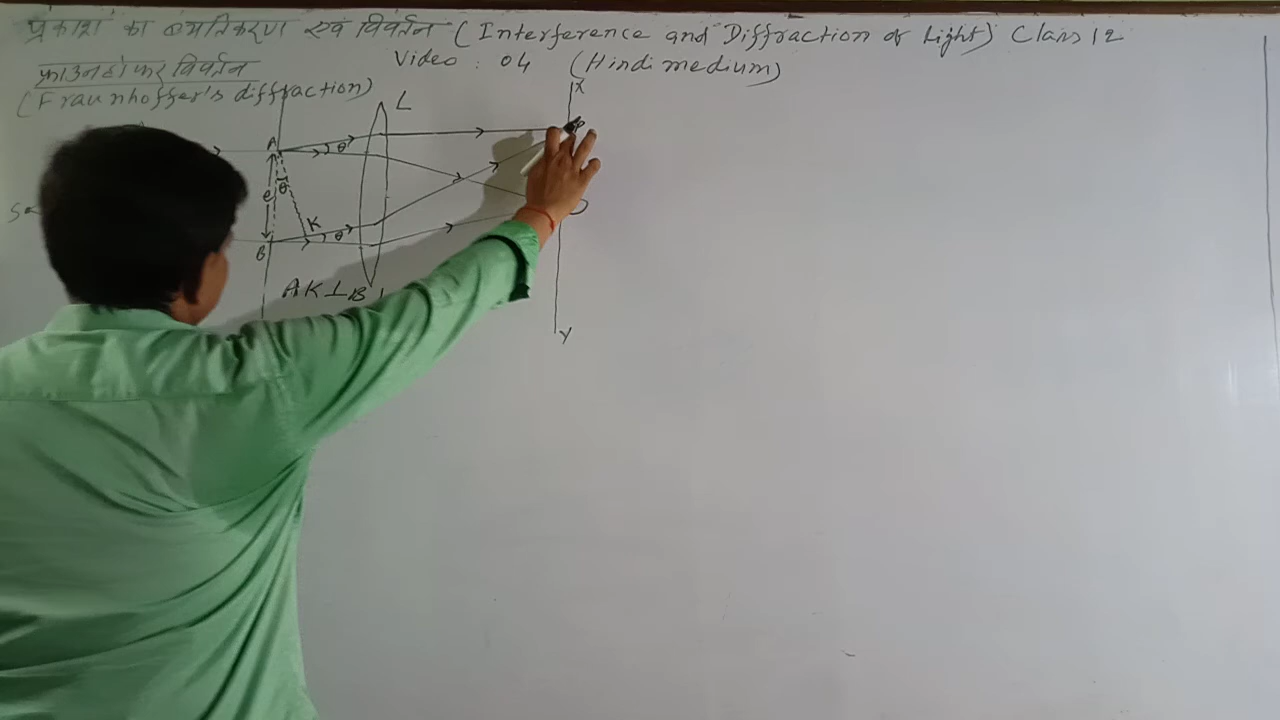 प्रकाश का व्यतिकरण एवं विवर्तन (Interference and Diffraction of Light) Class 12
Video : 04 (Hindi medium)
फ्राउनहोफर विवर्तन
(Fraunhoffer's diffraction)
X
L
P
A
θ
θ
e
S
K
θ
B
AK⊥B
Y